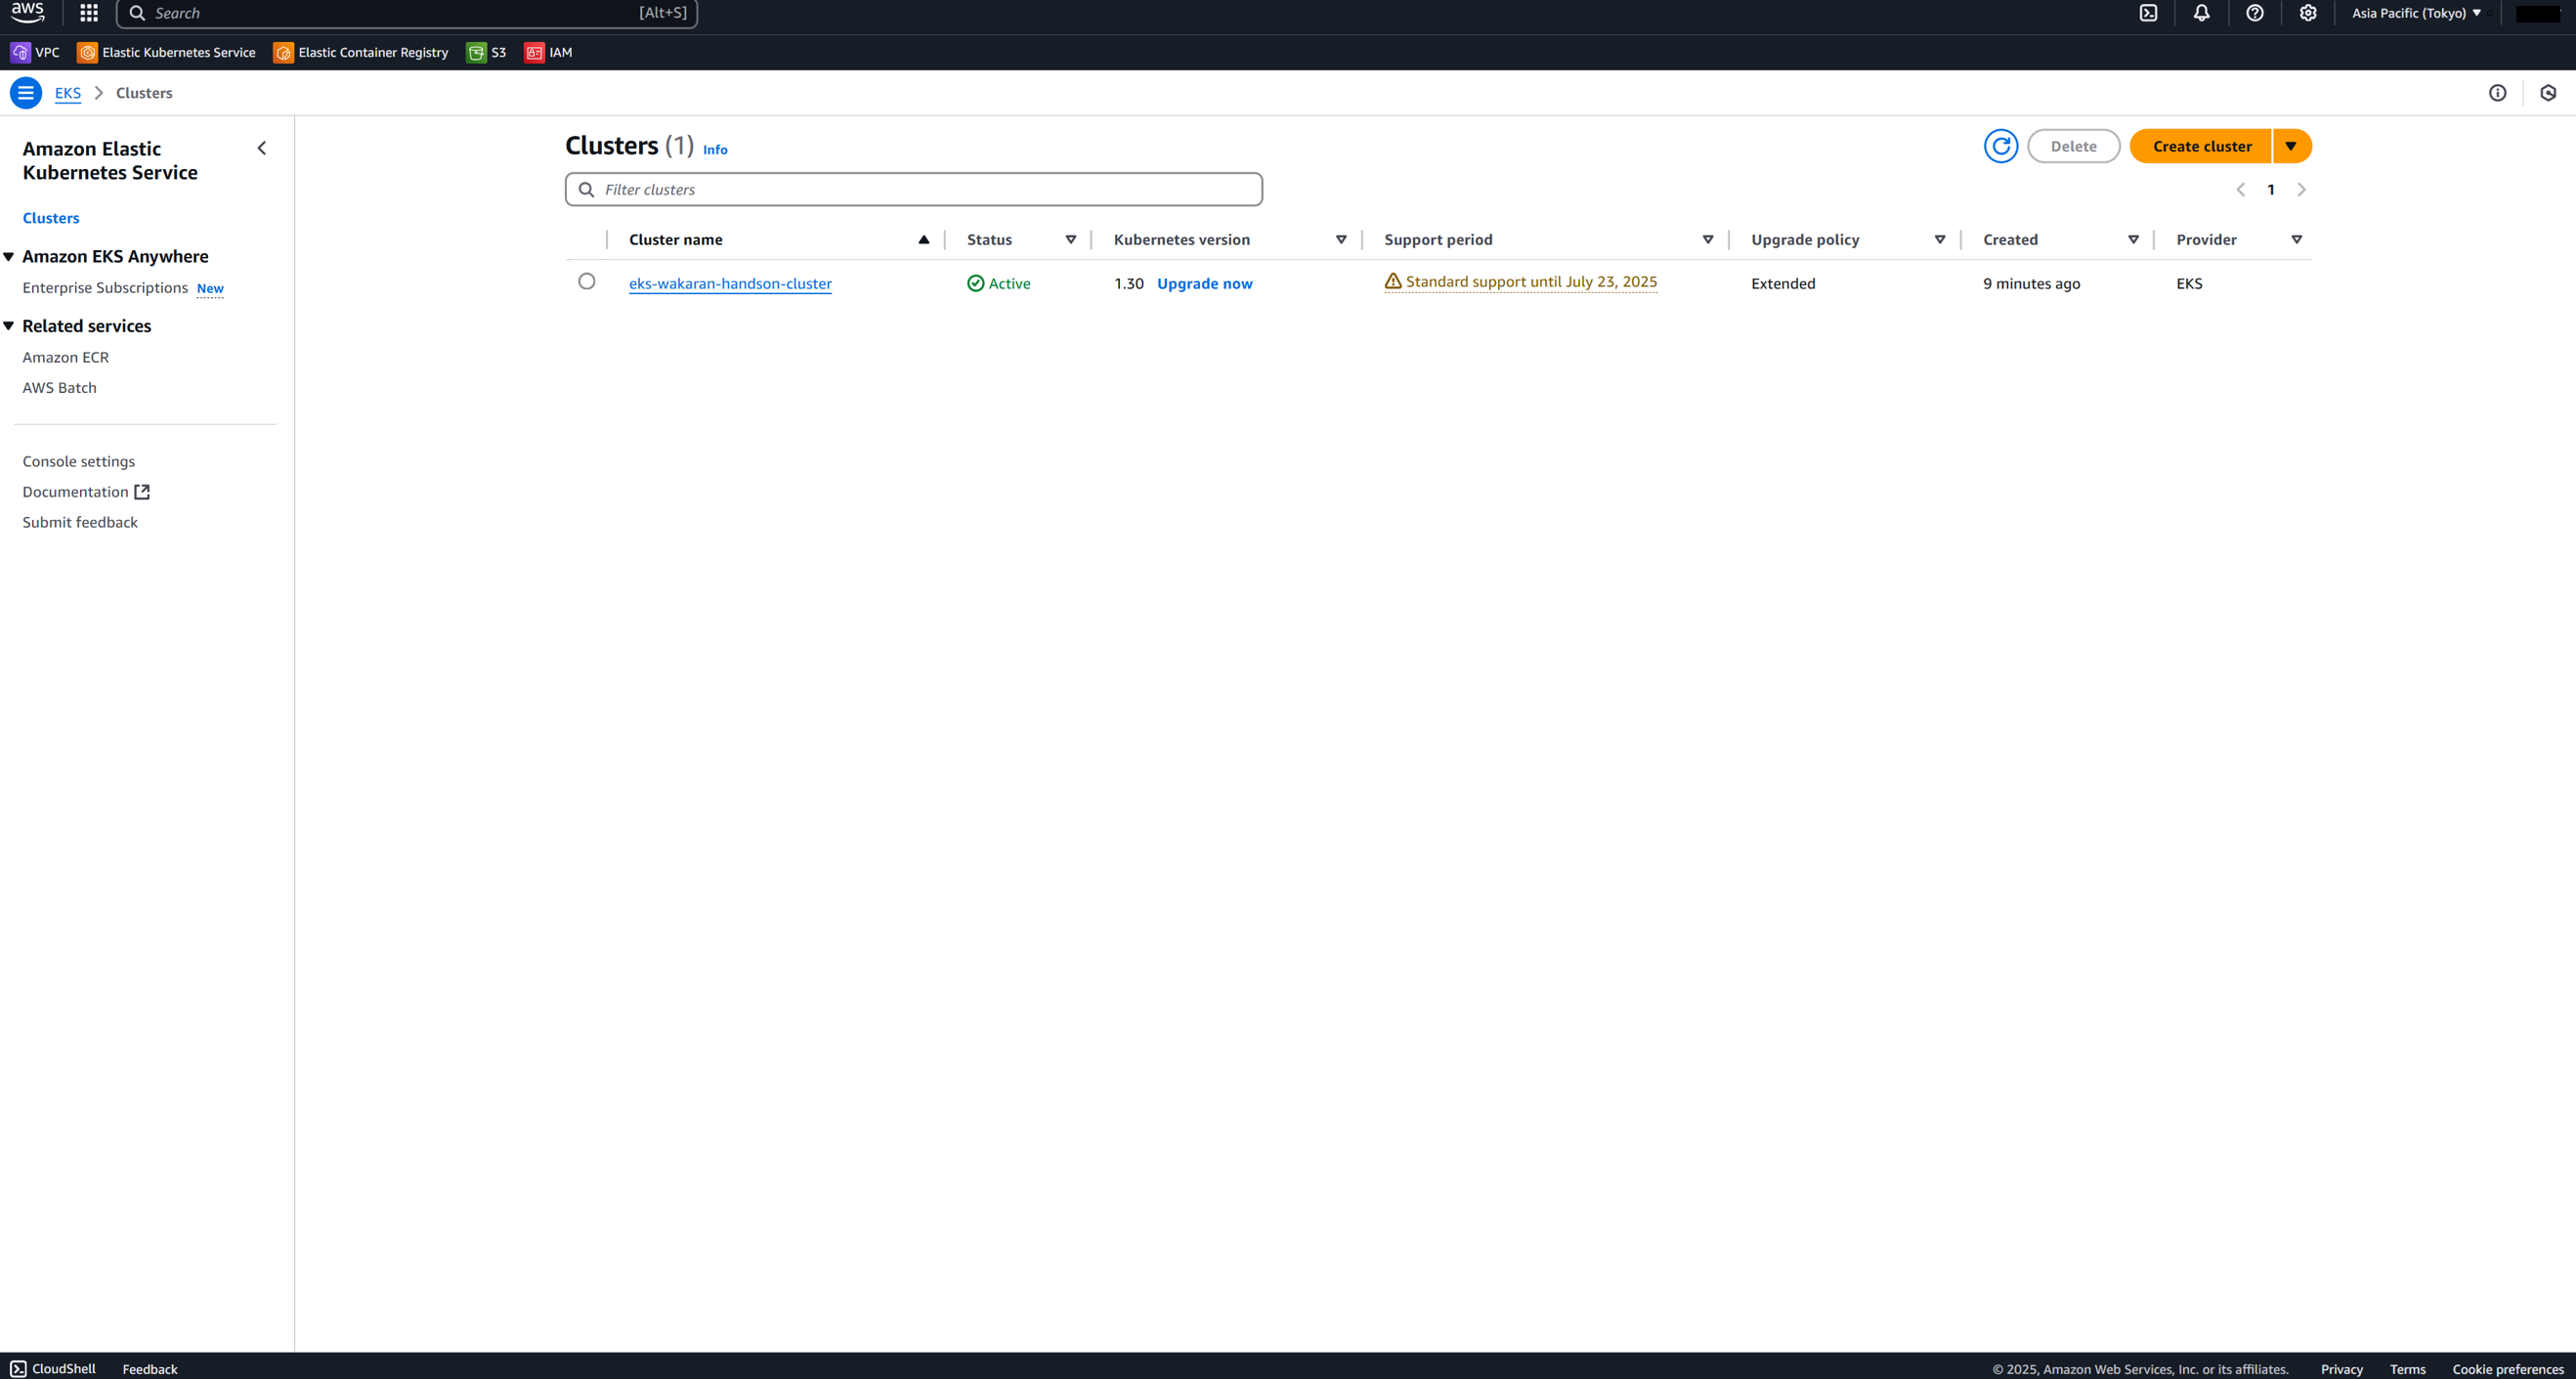 aws Search [Alt+S] Asia Pacific (Tokyo)
VPC Elastic Kubernetes Service Elastic Container Registry S3 IAM
EKS Clusters
Amazon Elastic
Kubernetes Service
Clusters
Amazon EKS Anywhere
Enterprise Subscriptions New
Related services
Amazon ECR
AWS Batch
Console settings
Documentation
Submit feedback
Clusters (1) Info
Delete Create cluster
Filter clusters
1
Cluster name Status Kubernetes version Support period Upgrade policy Created Provider
eks-wakaran-handson-cluster Active 1.30 Upgrade now Standard support until July 23, 2025 Extended 9 minutes ago EKS
CloudShell Feedback © 2025, Amazon Web Services, Inc. or its affiliates. Privacy Terms Cookie preferences